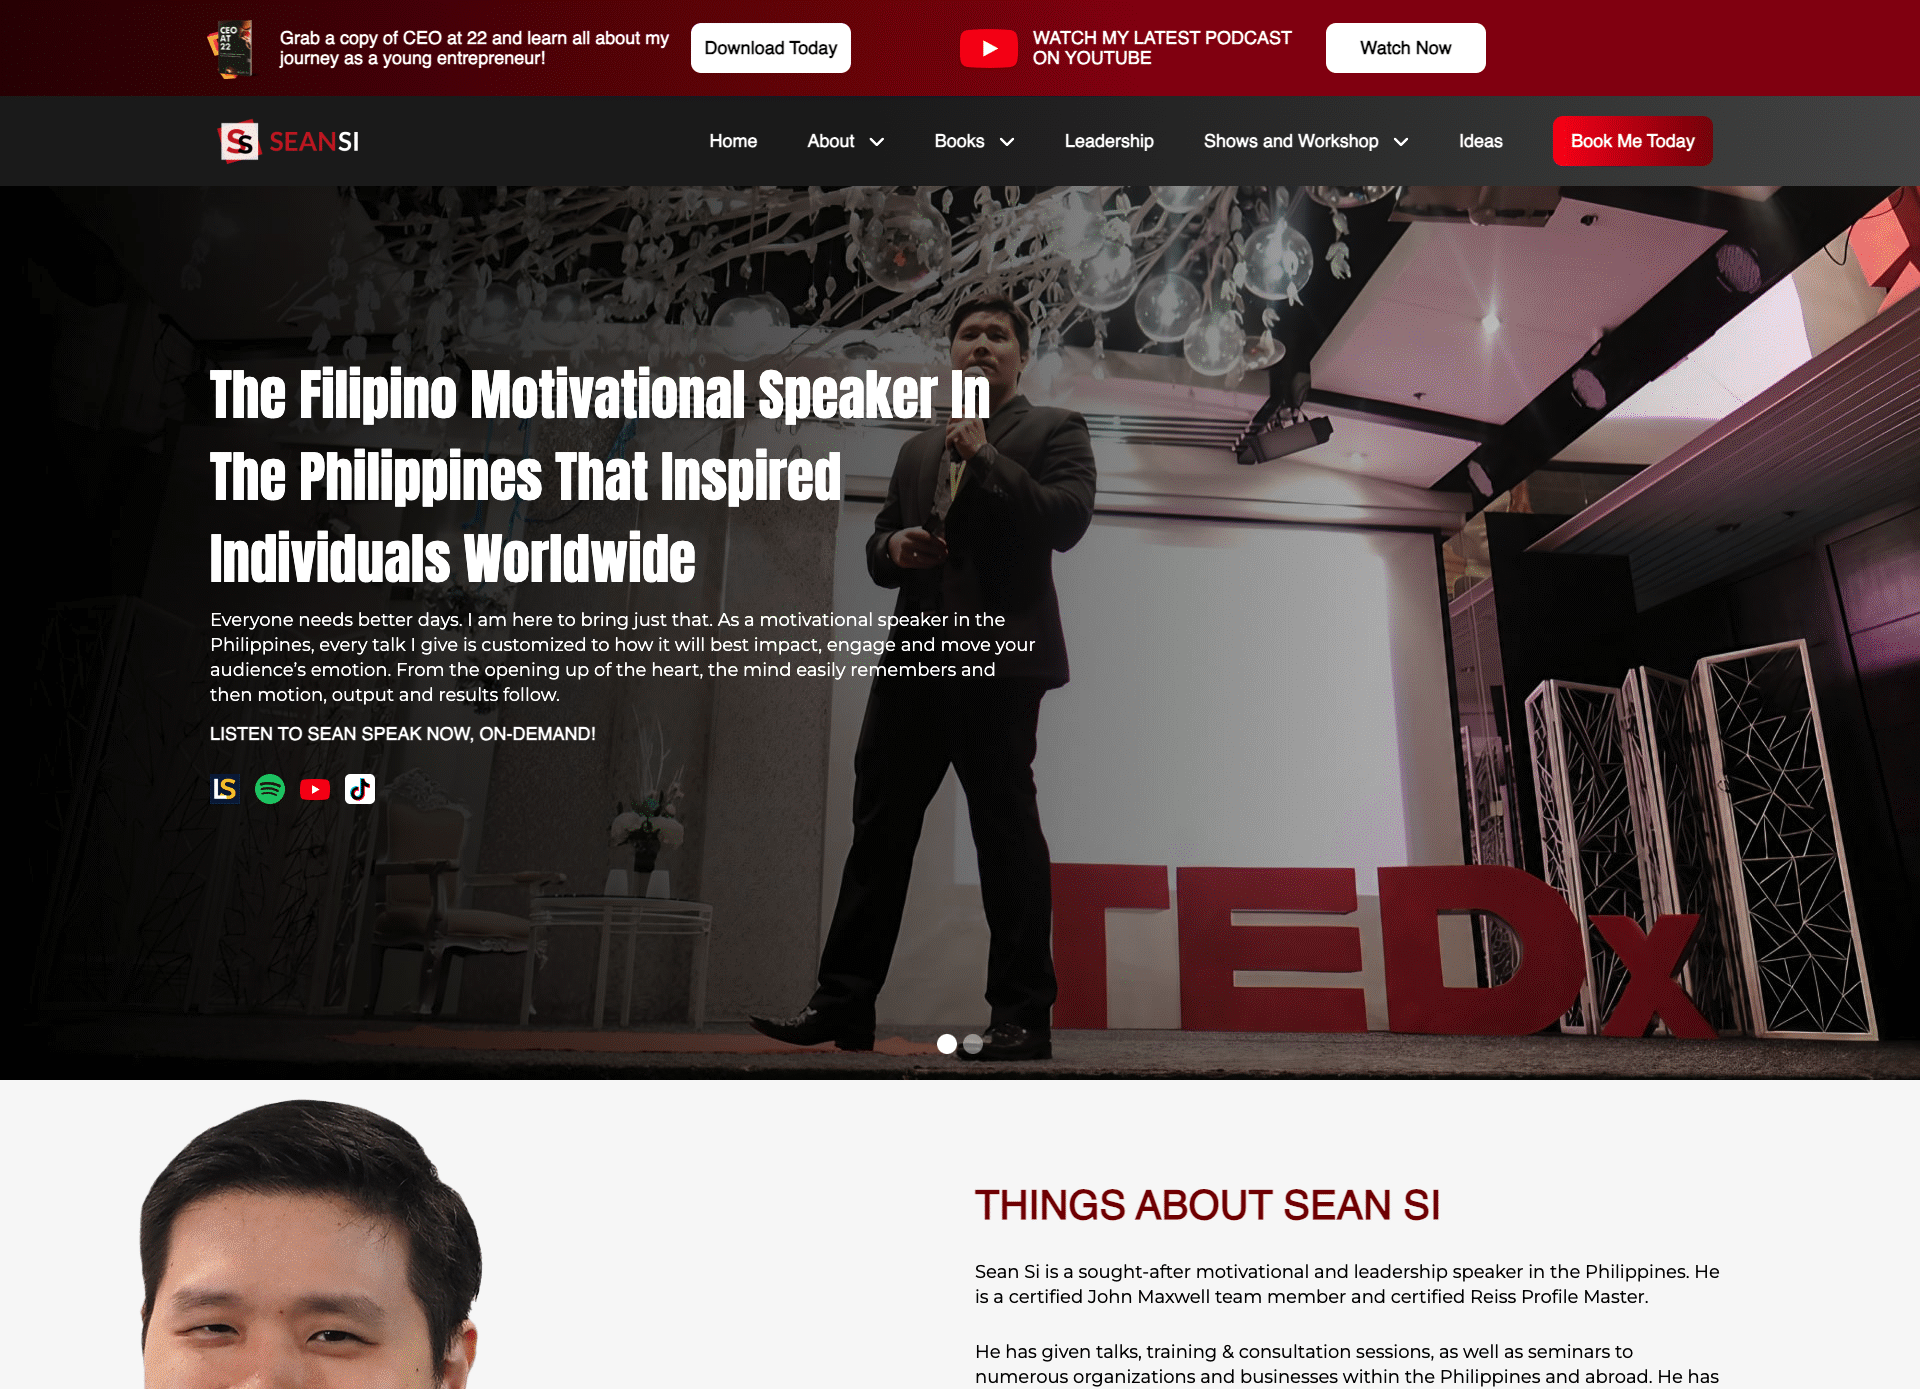 CEO
AT
22
Grab a copy of CEO at 22 and learn all about my
journey as a young entrepreneur!
Download Today
WATCH MY LATEST PODCAST
ON YOUTUBE
Watch Now
SS SEANSI
Home
About
Books
Leadership
Shows and Workshop
Ideas
Book Me Today
The Filipino Motivational Speaker In
The Philippines That Inspired
Individuals Worldwide
Everyone needs better days. I am here to bring just that. As a motivational speaker in the
Philippines, every talk I give is customized to how it will best impact, engage and move your
audience’s emotion. From the opening up of the heart, the mind easily remembers and
then motion, output and results follow.
LISTEN TO SEAN SPEAK NOW, ON-DEMAND!
LS
TEDx
THINGS ABOUT SEAN SI
Sean Si is a sought-after motivational and leadership speaker in the Philippines. He
is a certified John Maxwell team member and certified Reiss Profile Master.
He has given talks, training & consultation sessions, as well as seminars to
numerous organizations and businesses within the Philippines and abroad. He has